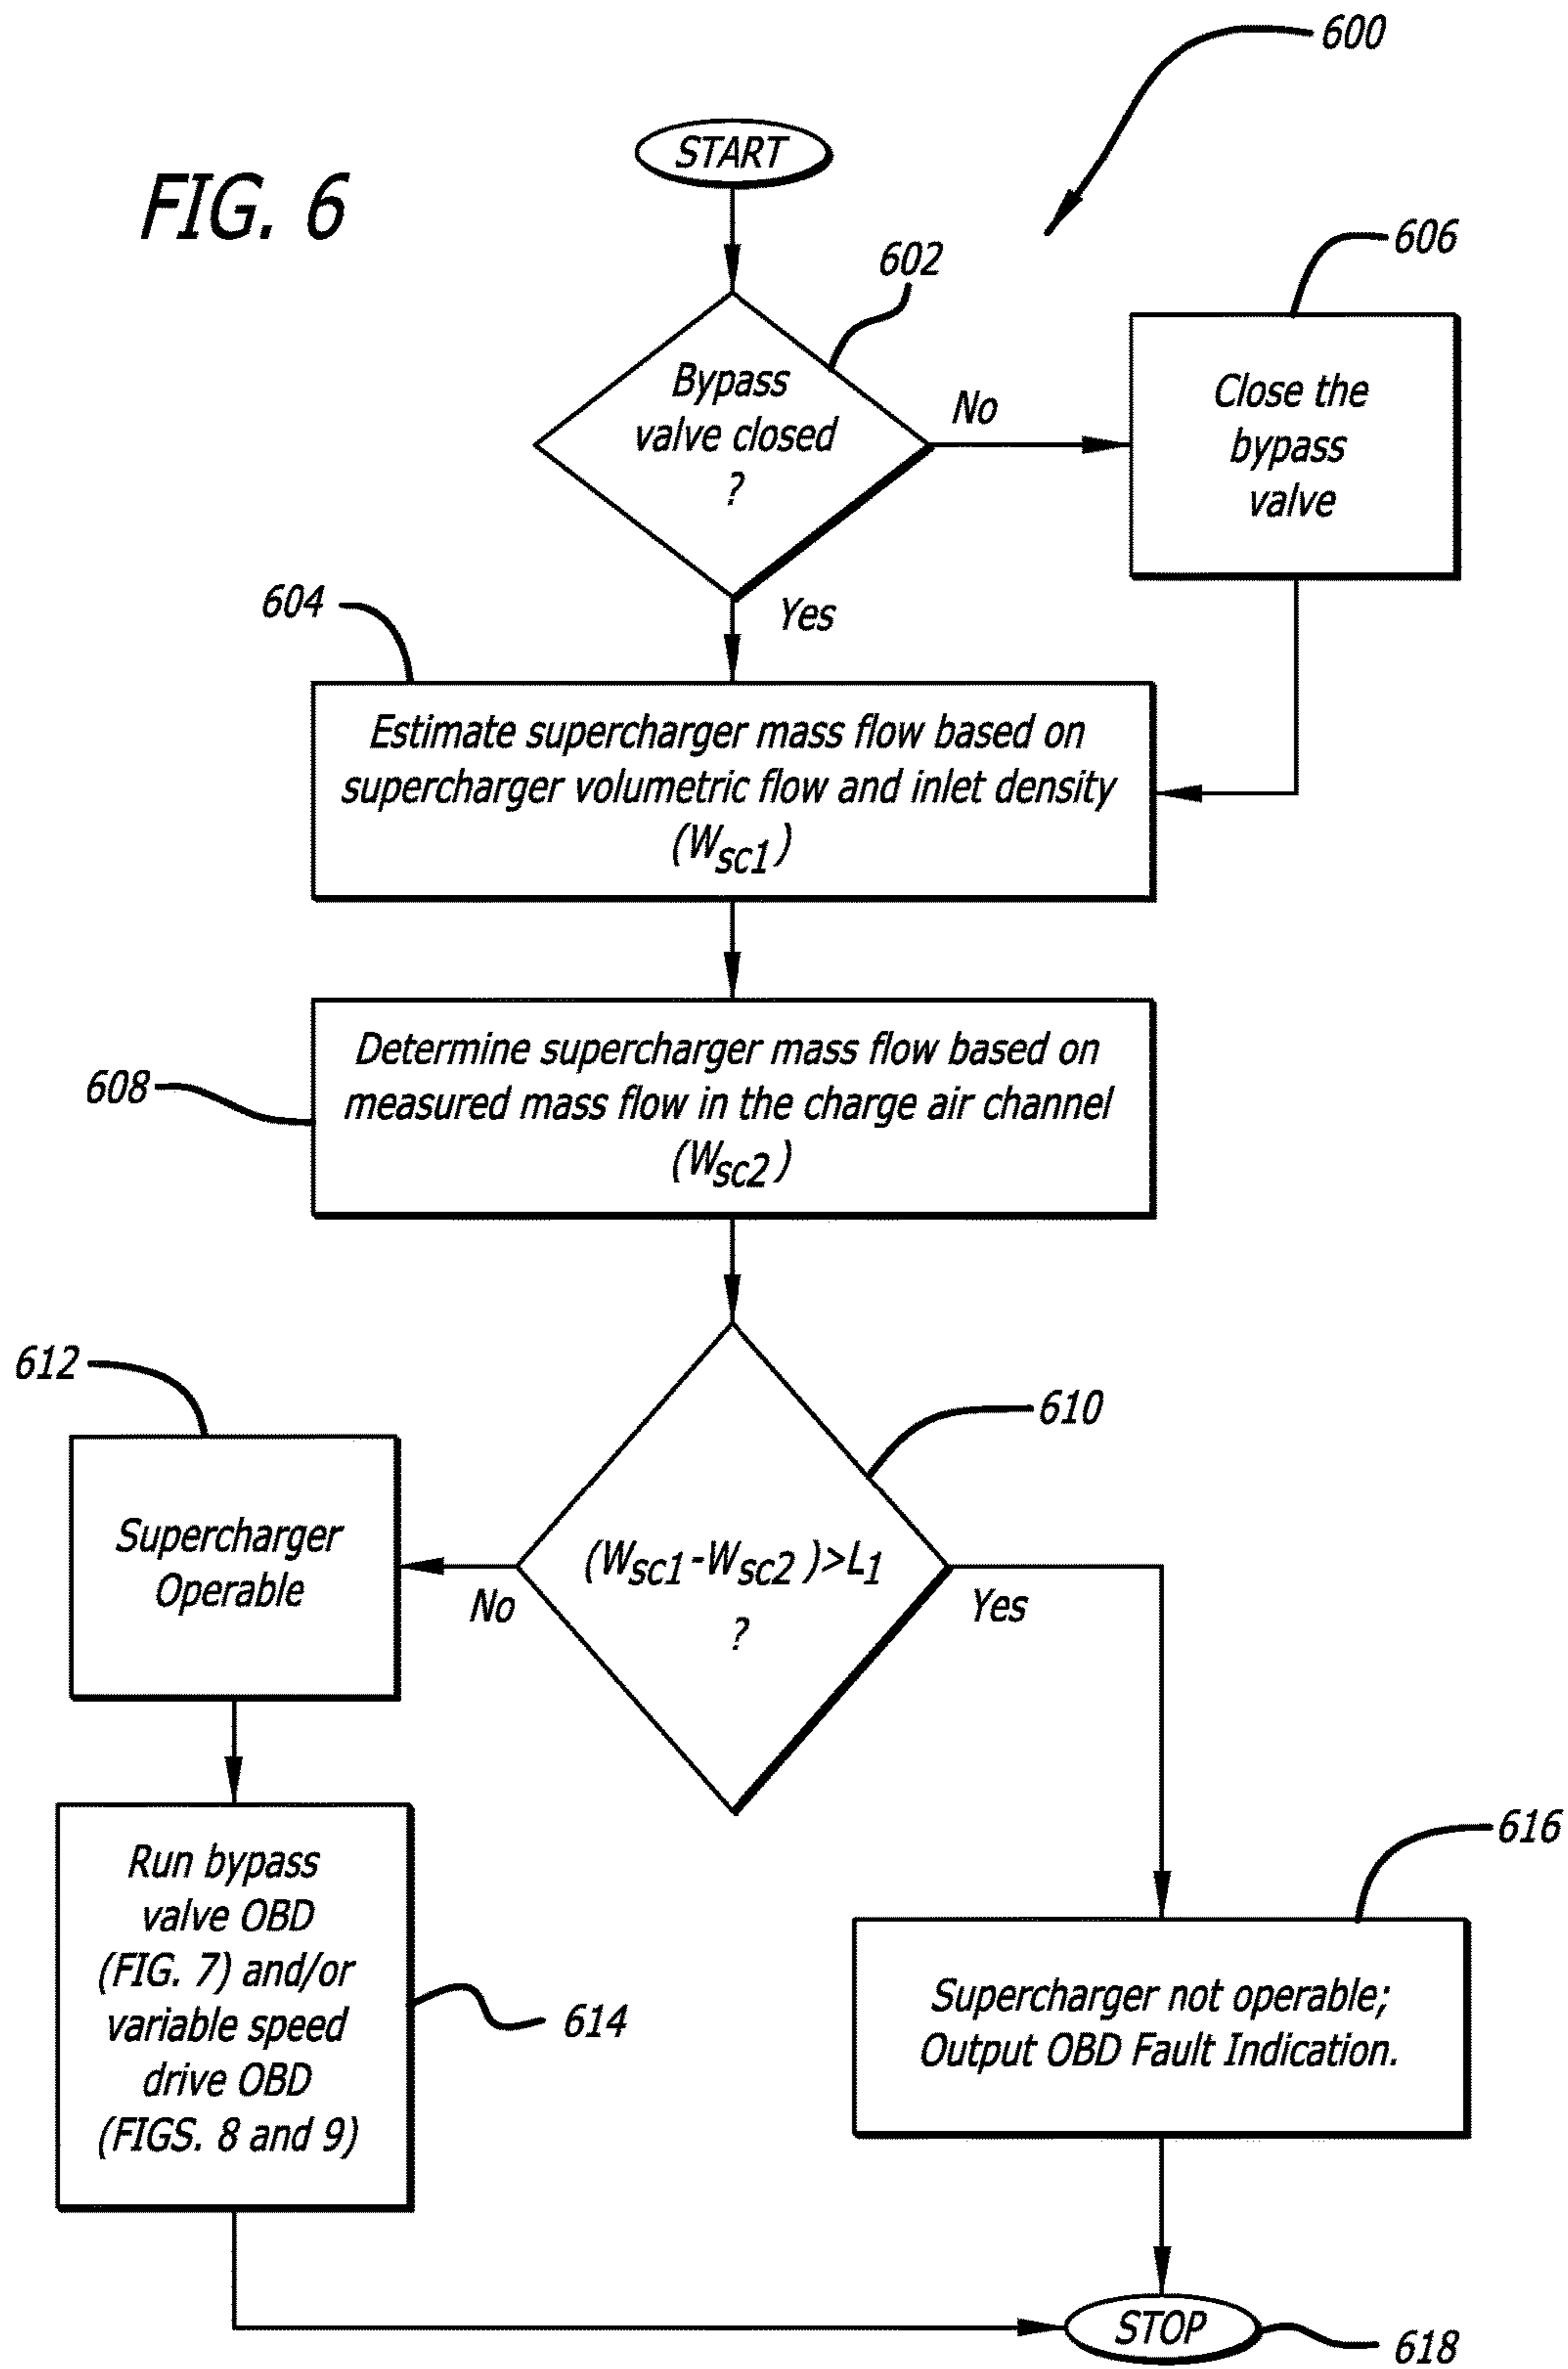 600
START
FIG. 6
602
606
Bypass
valve closed
?
No
Close the
bypass
valve
604
Yes
Estimate supercharger mass flow based on
supercharger volumetric flow and inlet density
(Wsc1)
608
Determine supercharger mass flow based on
measured mass flow in the charge air channel
(Wsc2)
612
610
Supercharger
Operable
No
(Wsc1-Wsc2)>L1
?
Yes
616
Run bypass
valve OBD
(FIG. 7) and/or
variable speed
drive OBD
(FIGS. 8 and 9)
614
Supercharger not operable;
Output OBD Fault Indication.
STOP
618